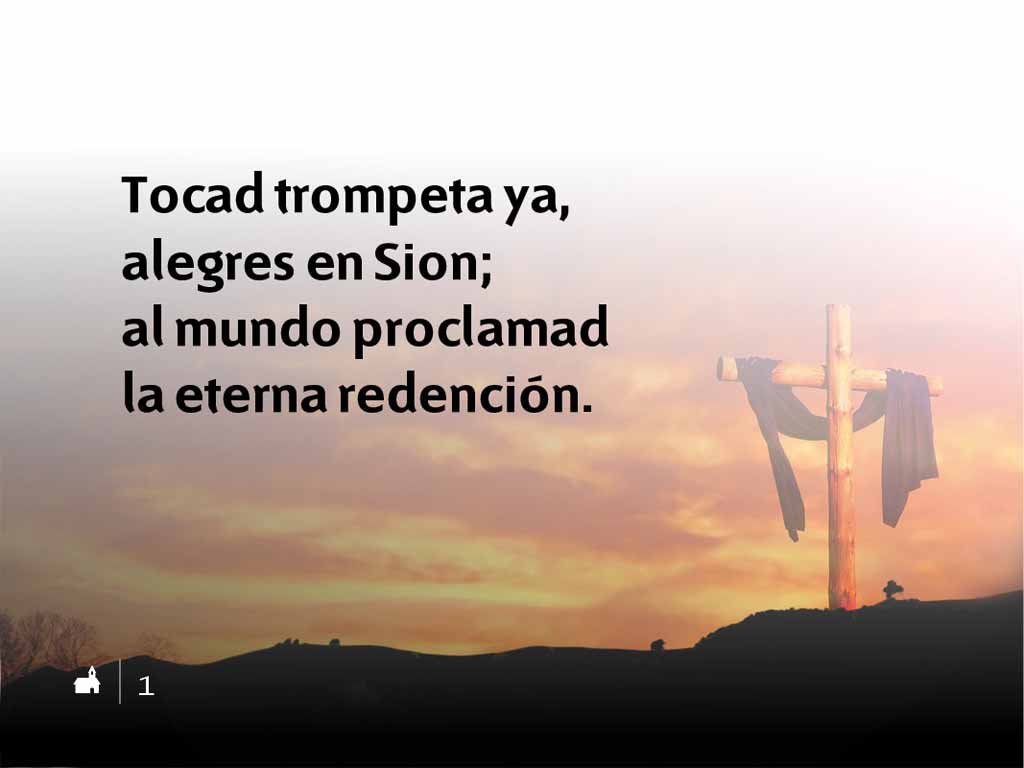 Tocad trompeta ya,
alegres en Sion;
al mundo proclamad
la eterna redención.
1